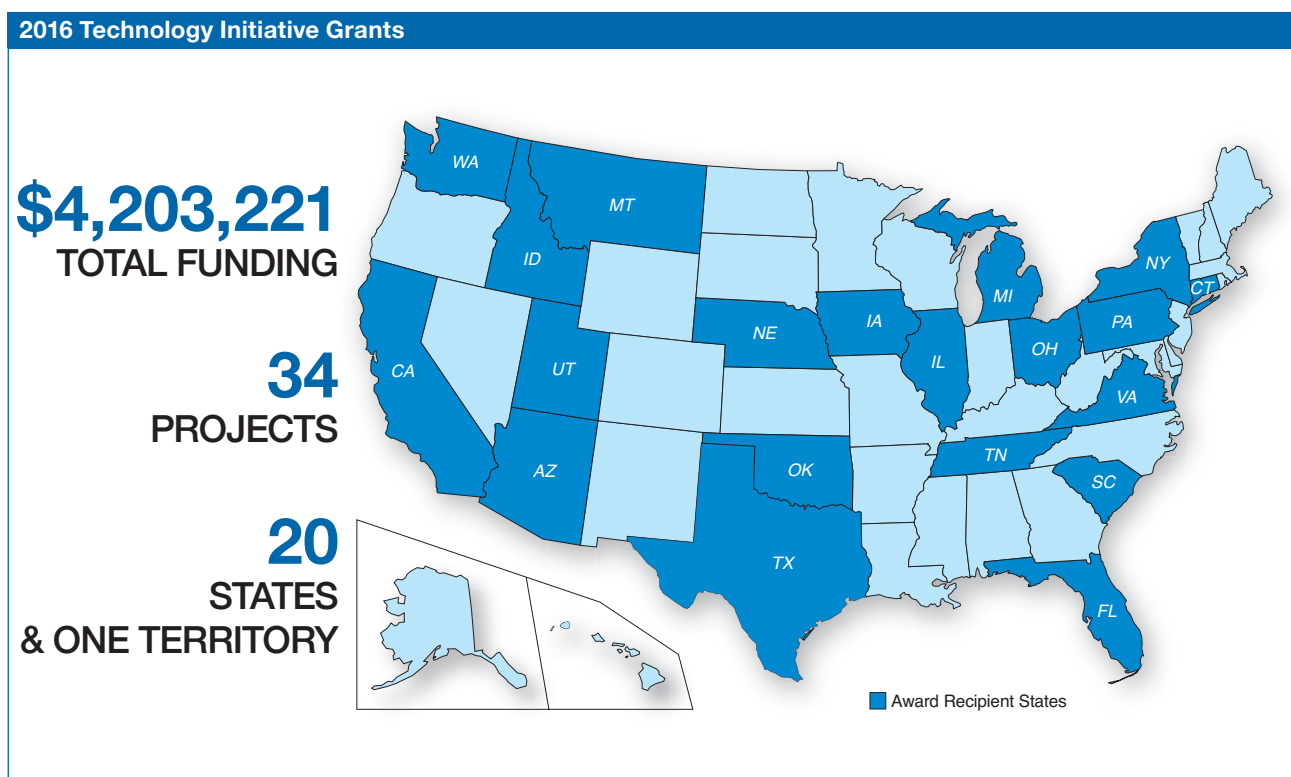 2016 Technology Initiative Grants
$4,203,221
TOTAL FUNDING
34
PROJECTS
20
STATES
& ONE TERRITORY
WA
MT
ID
NY
CT
MI
IA
PA
NE
OH
IL
UT
CA
VA
TN
AZ
OK
SC
TX
FL
Award Recipient States